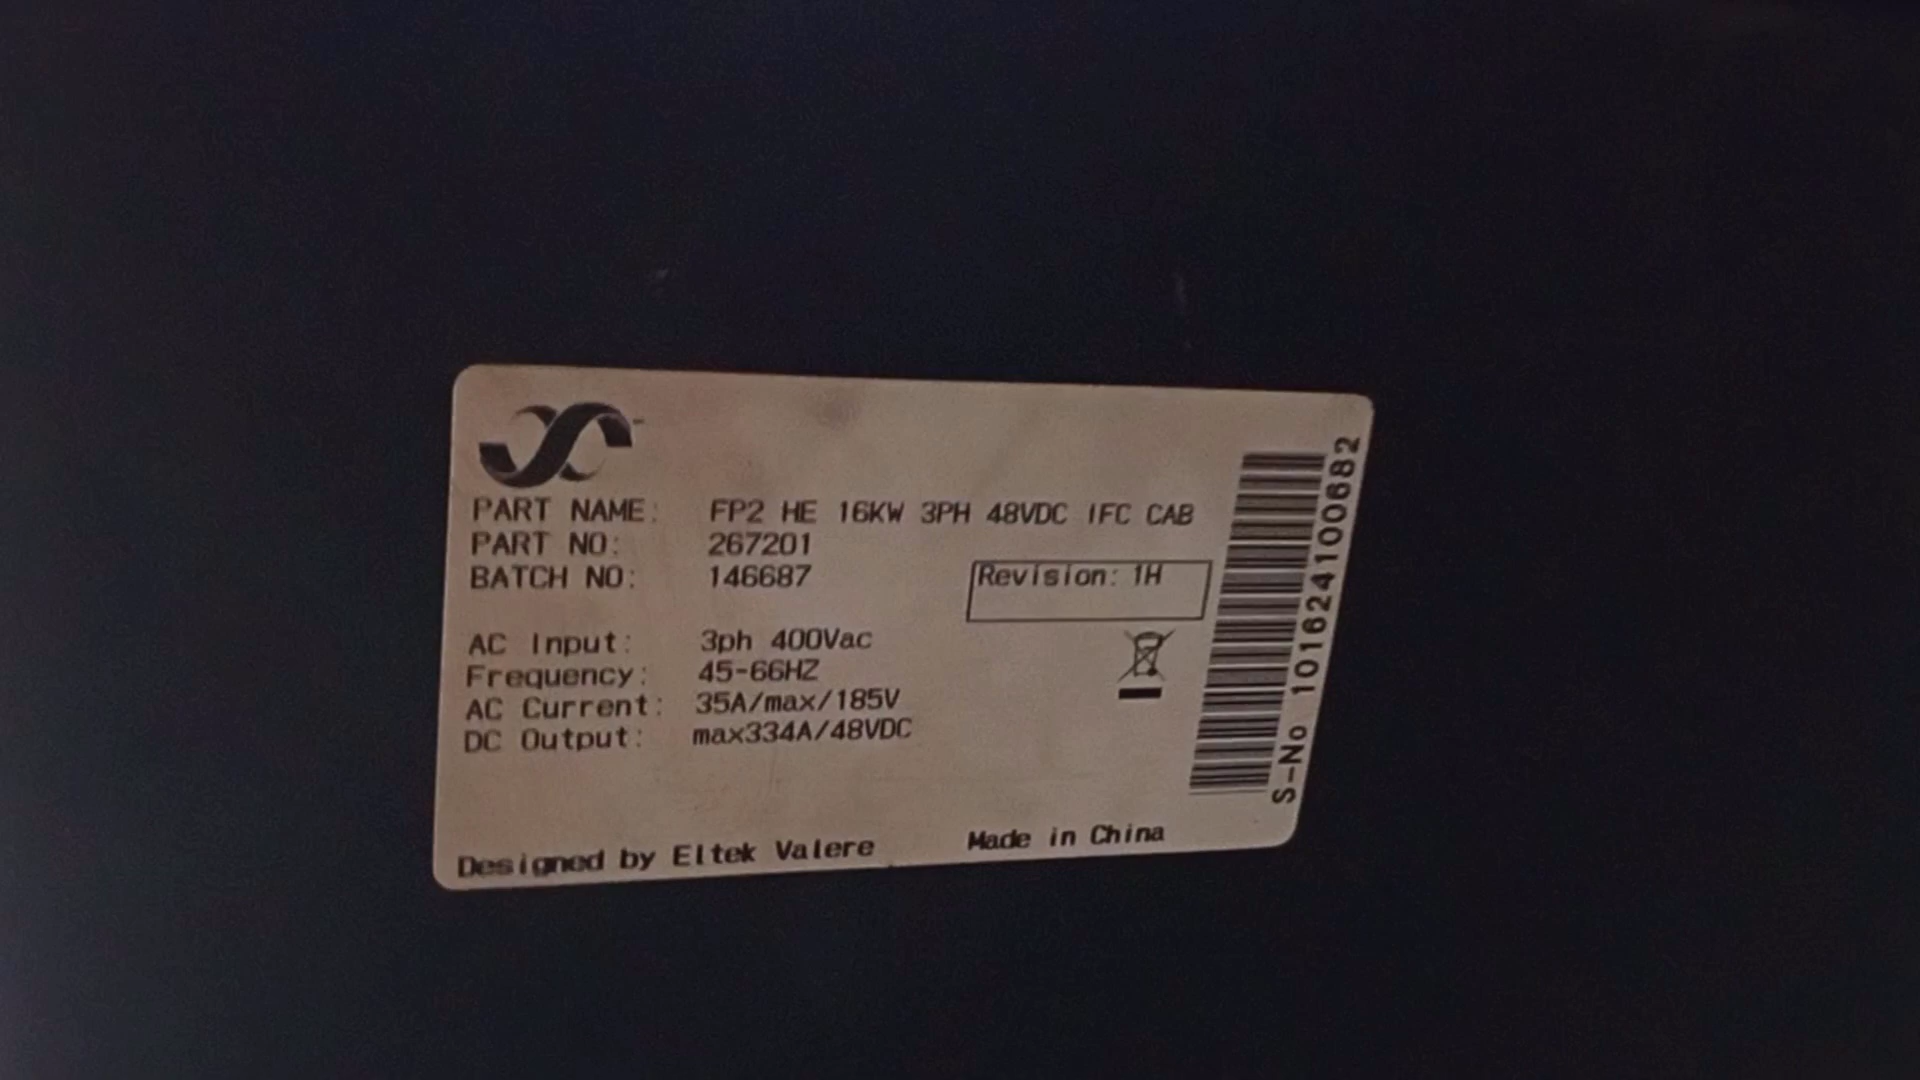 PART NAME: FP2 HE 16KW 3PH 48VDC IFC CAB
PART NO: 267201
BATCH NO: 146687
Revision: 1H
AC Input: 3ph 400Vac
Frequency: 45-66HZ
AC Current: 35A/max/185V
DC Output: max334A/48VDC
Designed by Eltek Valere
Made in China
S-No 101624100682